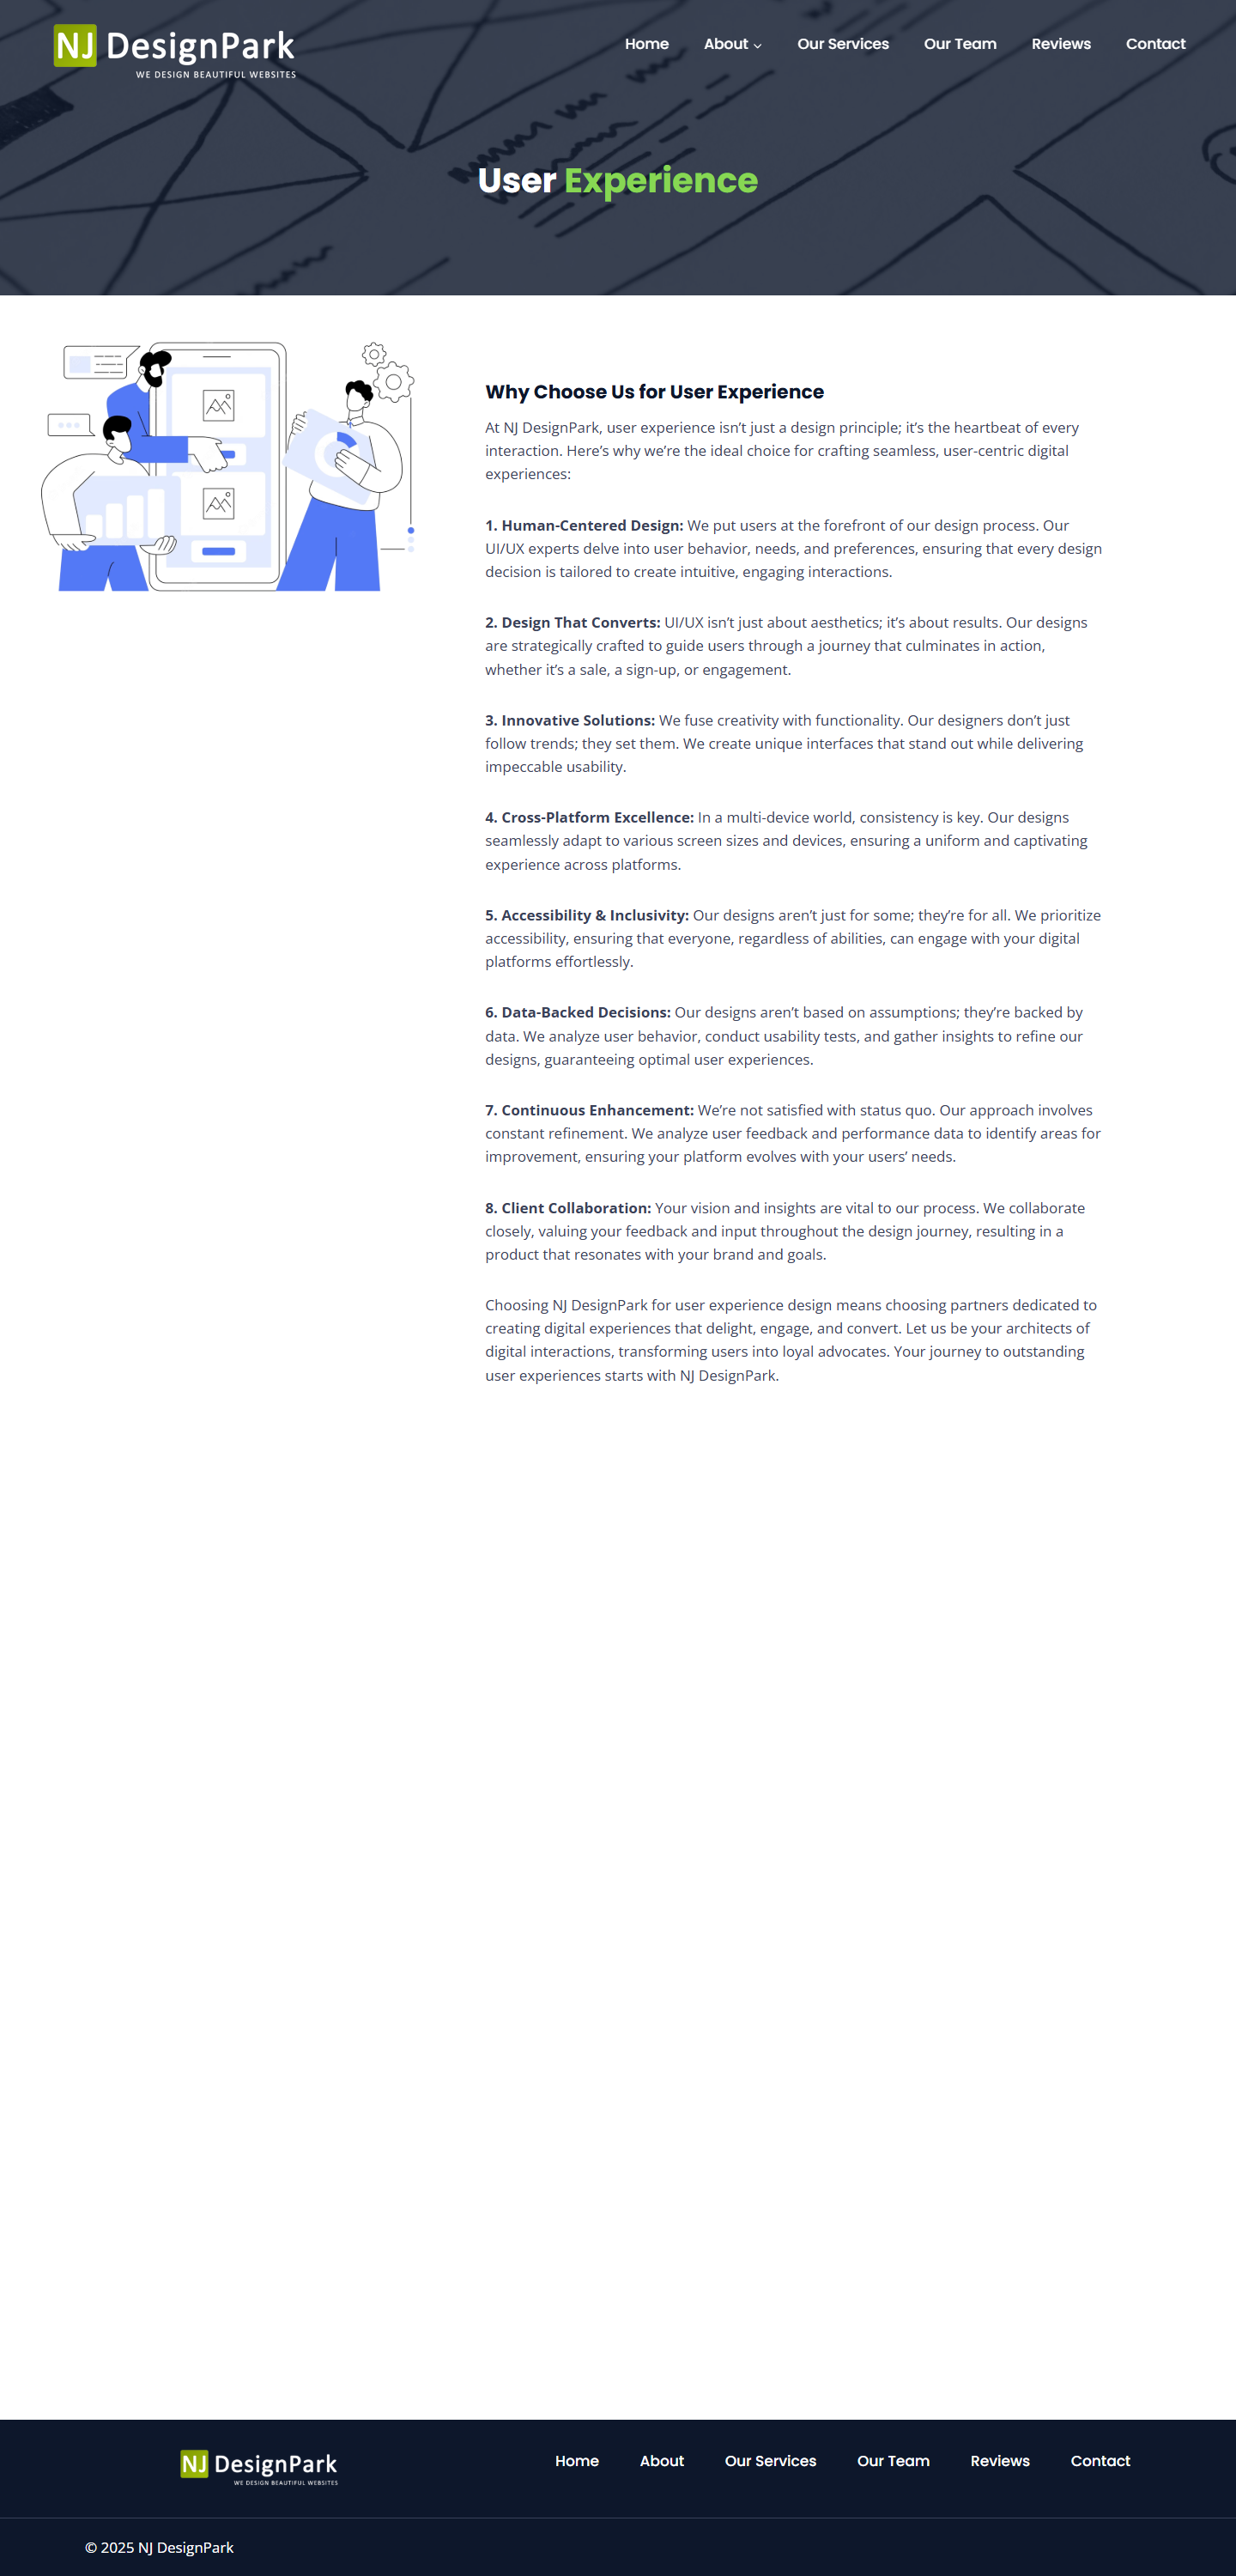 NJ DesignPark
WE DESIGN BEAUTIFUL WEBSITES
Home About Our Services Our Team Reviews Contact
User Experience
Why Choose Us for User Experience
At NJ DesignPark, user experience isn’t just a design principle; it’s the heartbeat of every
interaction. Here’s why we’re the ideal choice for crafting seamless, user-centric digital
experiences:
1. Human-Centered Design: We put users at the forefront of our design process. Our
UI/UX experts delve into user behavior, needs, and preferences, ensuring that every design
decision is tailored to create intuitive, engaging interactions.
2. Design That Converts: UI/UX isn’t just about aesthetics; it’s about results. Our designs
are strategically crafted to guide users through a journey that culminates in action,
whether it’s a sale, a sign-up, or engagement.
3. Innovative Solutions: We fuse creativity with functionality. Our designers don’t just
follow trends; they set them. We create unique interfaces that stand out while delivering
impeccable usability.
4. Cross-Platform Excellence: In a multi-device world, consistency is key. Our designs
seamlessly adapt to various screen sizes and devices, ensuring a uniform and captivating
experience across platforms.
5. Accessibility & Inclusivity: Our designs aren’t just for some; they’re for all. We prioritize
accessibility, ensuring that everyone, regardless of abilities, can engage with your digital
platforms effortlessly.
6. Data-Backed Decisions: Our designs aren’t based on assumptions; they’re backed by
data. We analyze user behavior, conduct usability tests, and gather insights to refine our
designs, guaranteeing optimal user experiences.
7. Continuous Enhancement: We’re not satisfied with status quo. Our approach involves
constant refinement. We analyze user feedback and performance data to identify areas for
improvement, ensuring your platform evolves with your users’ needs.
8. Client Collaboration: Your vision and insights are vital to our process. We collaborate
closely, valuing your feedback and input throughout the design journey, resulting in a
product that resonates with your brand and goals.
Choosing NJ DesignPark for user experience design means choosing partners dedicated to
creating digital experiences that delight, engage, and convert. Let us be your architects of
digital interactions, transforming users into loyal advocates. Your journey to outstanding
user experiences starts with NJ DesignPark.
NJ DesignPark
WE DESIGN BEAUTIFUL WEBSITES
Home About Our Services Our Team Reviews Contact
© 2025 NJ DesignPark